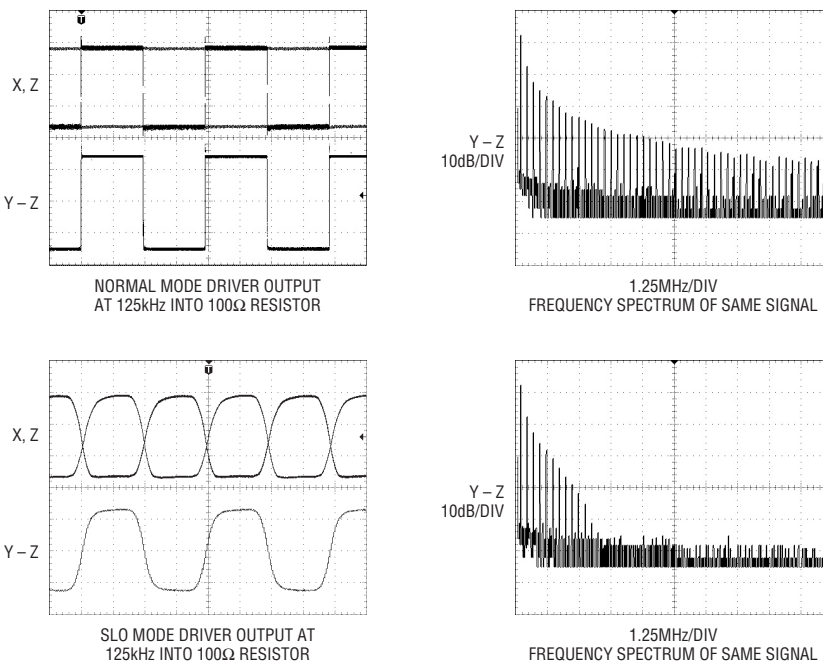 T
X, Z
Y – Z
NORMAL MODE DRIVER OUTPUT
AT 125kHz INTO 100Ω RESISTOR
Y – Z
10dB/DIV
1.25MHz/DIV
FREQUENCY SPECTRUM OF SAME SIGNAL
T
X, Z
Y – Z
SLO MODE DRIVER OUTPUT AT
125kHz INTO 100Ω RESISTOR
Y – Z
10dB/DIV
1.25MHz/DIV
FREQUENCY SPECTRUM OF SAME SIGNAL